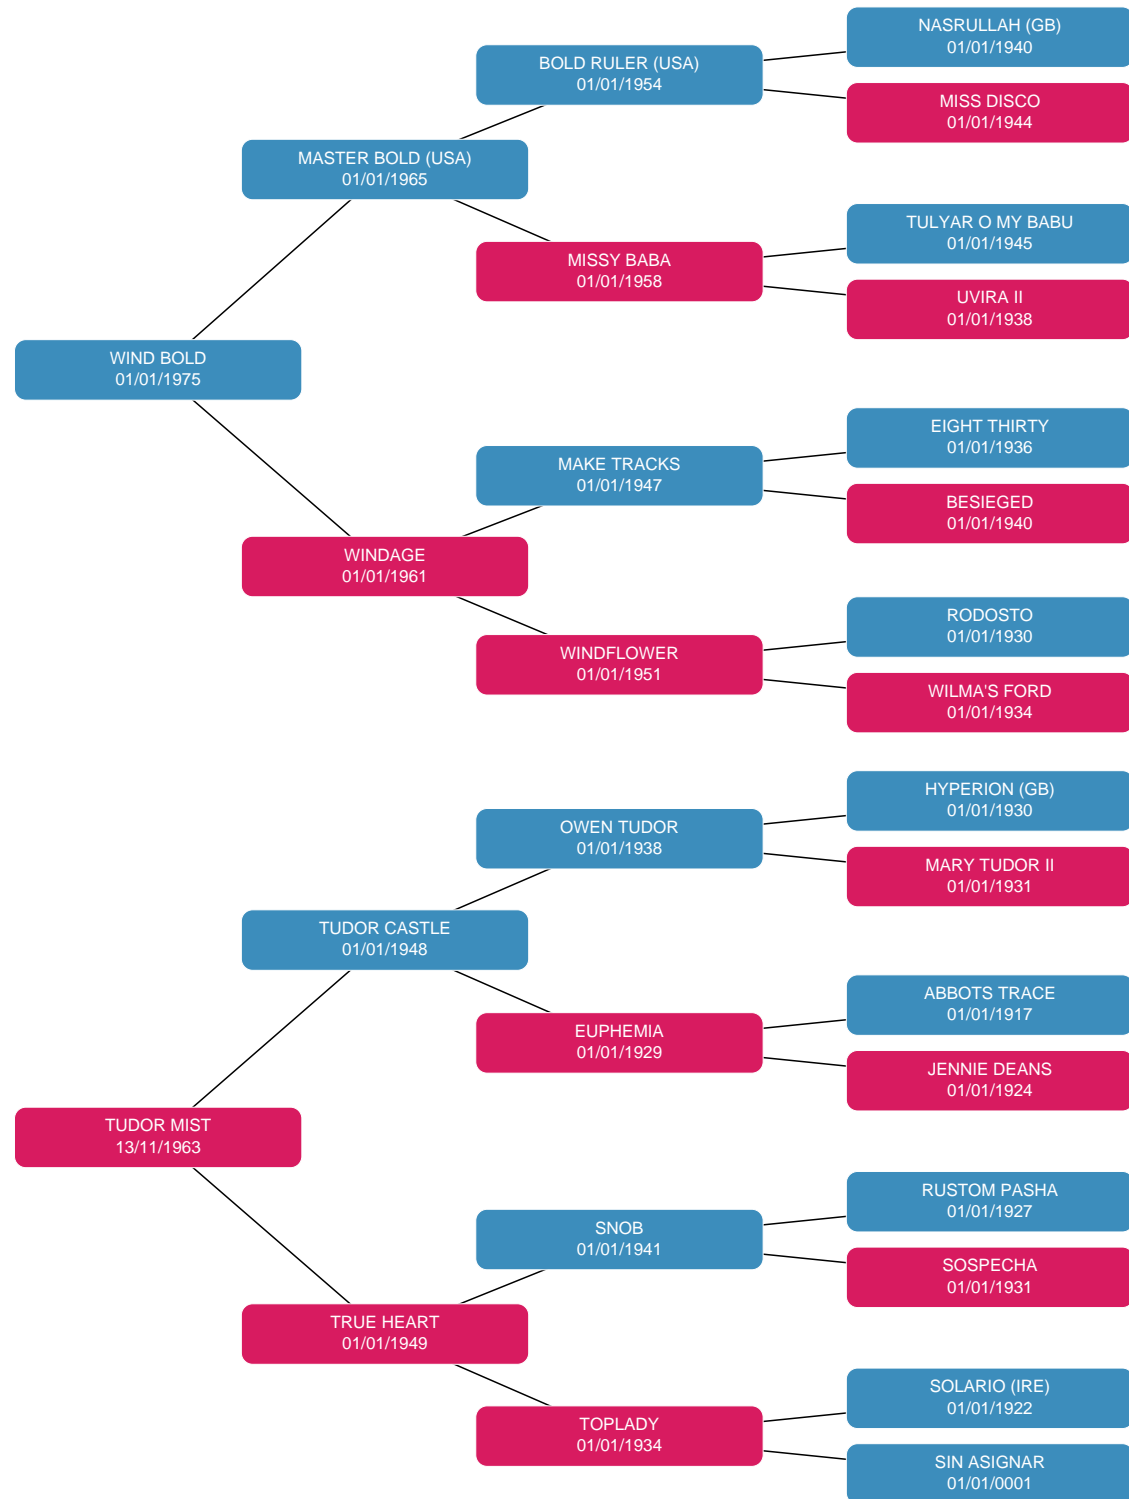 NASRULLAH (GB)
01/01/1940
BOLD RULER (USA)
01/01/1954
MISS DISCO
01/01/1944
MASTER BOLD (USA)
01/01/1965
TULYAR O MY BABU
01/01/1945
MISSY BABA
01/01/1958
UVIRA II
01/01/1938
WIND BOLD
01/01/1975
EIGHT THIRTY
01/01/1936
MAKE TRACKS
01/01/1947
BESIEGED
01/01/1940
WINDAGE
01/01/1961
RODOSTO
01/01/1930
WINDFLOWER
01/01/1951
WILMA'S FORD
01/01/1934
HYPERION (GB)
01/01/1930
OWEN TUDOR
01/01/1938
MARY TUDOR II
01/01/1931
TUDOR CASTLE
01/01/1948
ABBOTS TRACE
01/01/1917
EUPHEMIA
01/01/1929
JENNIE DEANS
01/01/1924
TUDOR MIST
13/11/1963
RUSTOM PASHA
01/01/1927
SNOB
01/01/1941
SOSPECHA
01/01/1931
TRUE HEART
01/01/1949
SOLARIO (IRE)
01/01/1922
TOPLADY
01/01/1934
SIN ASIGNAR
01/01/0001